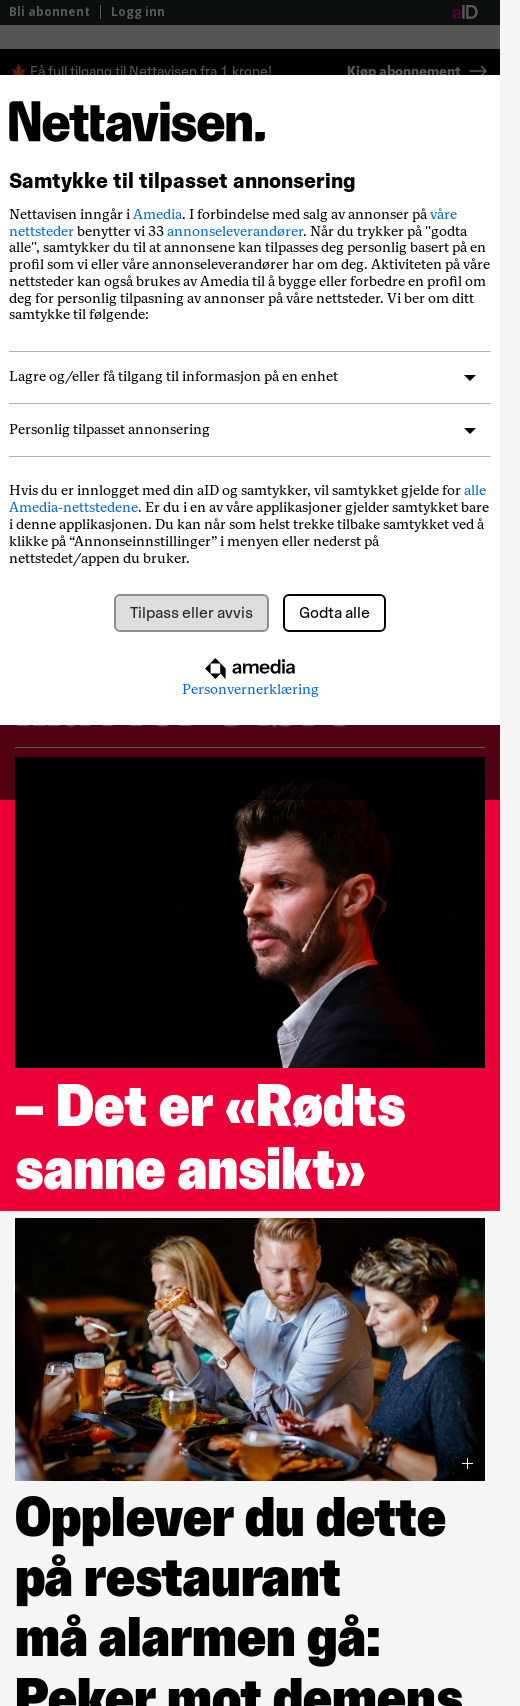 Bli abonnent | Logg inn aID
🍁 Få full tilgang til Nettavisen fra 1 krone! Kjøp abonnement →
Nettavisen.
Samtykke til tilpasset annonsering
Nettavisen inngår i Amedia. I forbindelse med salg av annonser på våre
nettsteder benytter vi 33 annonseleverandører. Når du trykker på "godta
alle", samtykker du til at annonsene kan tilpasses deg personlig basert på en
profil som vi eller våre annonseleverandører har om deg. Aktiviteten på våre
nettsteder kan også brukes av Amedia til å bygge eller forbedre en profil om
deg for personlig tilpasning av annonser på våre nettsteder. Vi ber om ditt
samtykke til følgende:
Lagre og/eller få tilgang til informasjon på en enhet
Personlig tilpasset annonsering
Hvis du er innlogget med din aID og samtykker, vil samtykket gjelde for alle
Amedia-nettstedene. Er du i en av våre applikasjoner gjelder samtykket bare
i denne applikasjonen. Du kan når som helst trekke tilbake samtykket ved å
klikke på “Annonseinnstillinger” i menyen eller nederst på
nettstedet/appen du bruker.
Tilpass eller avvis Godta alle
amedia
Personvernerklæring
– Det er «Rødts
sanne ansikt»
Opplever du dette
på restaurant
må alarmen gå:
Peker mot demens